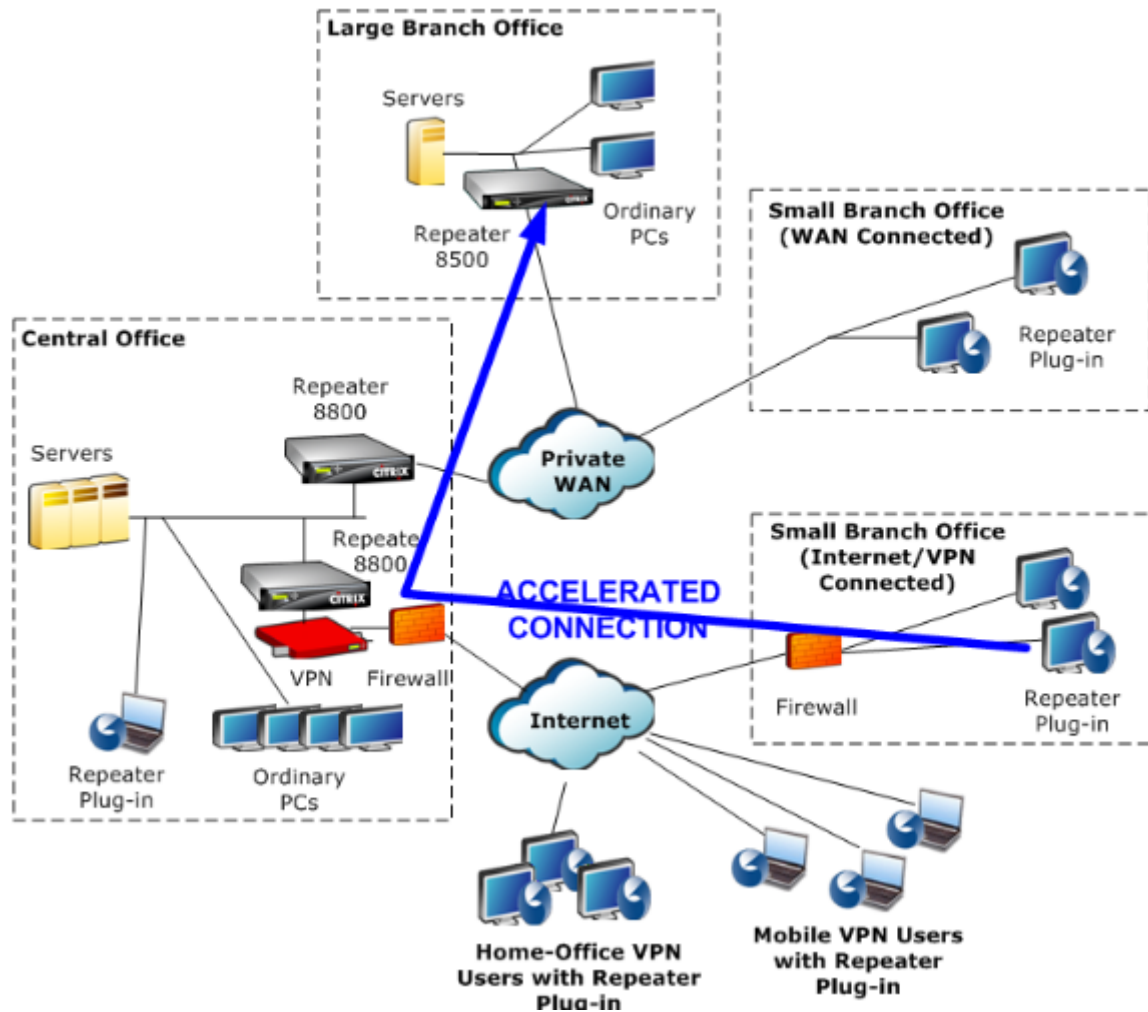 Large Branch Office
Servers
CITRIX
Repeater
8500
Ordinary
PCs
Small Branch Office
(WAN Connected)
Repeater
Plug-in
Central Office
Repeater
8800
Servers
CITRIX
Private
WAN
Repeate
8800
CITRIX
VPN
Firewall
Repeater
Plug-in
Ordinary
PCs
ACCELERATED
CONNECTION
Small Branch Office
(Internet/VPN
Connected)
Firewall
Repeater
Plug-in
Internet
Home-Office VPN
Users with Repeater
Plug-in
Mobile VPN Users
with Repeater
Plug-in